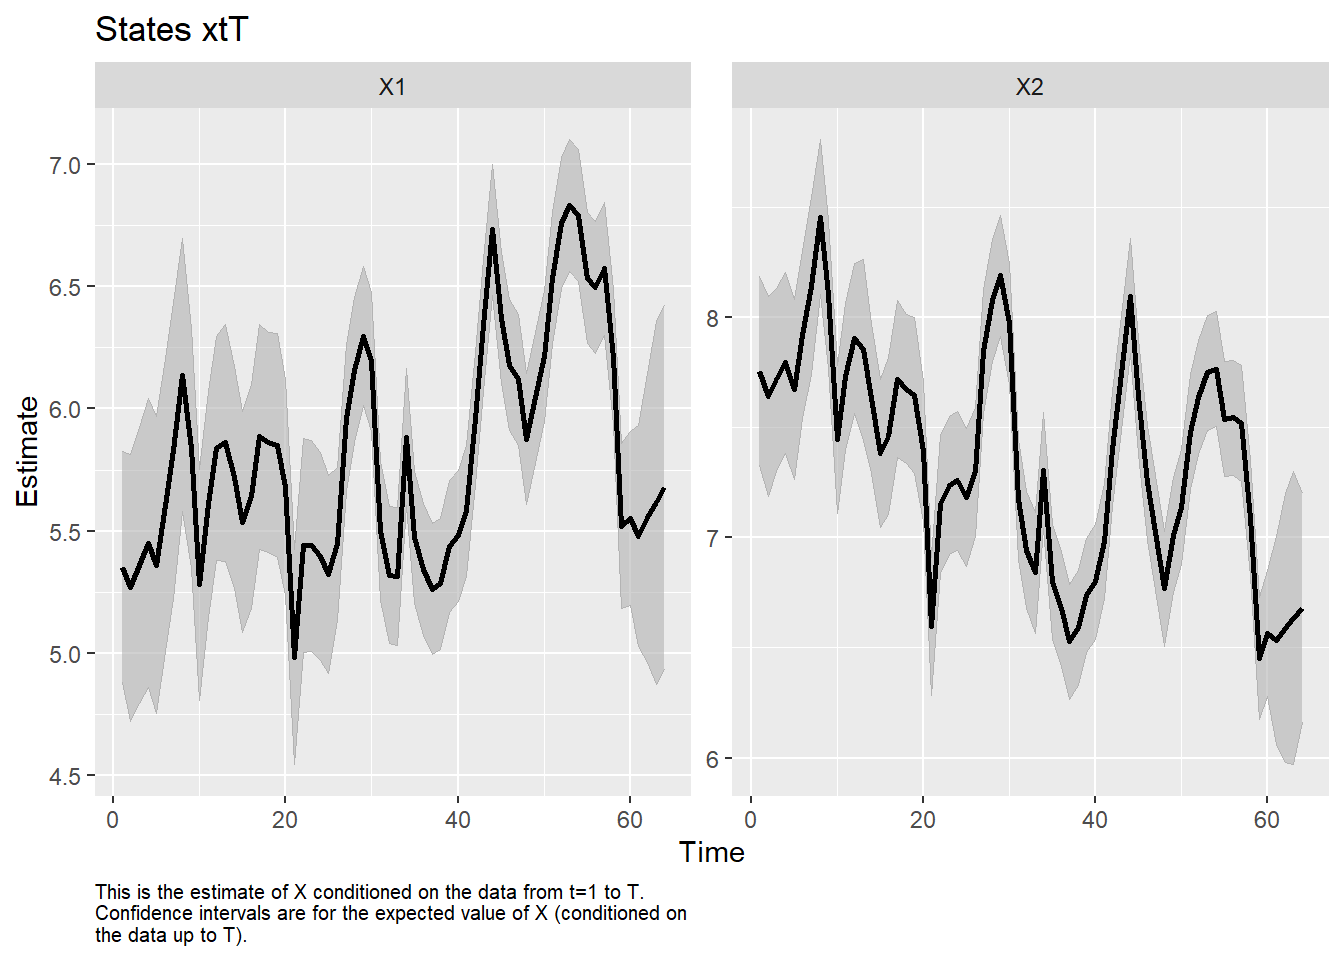 States xtT
X1
X2
7.0
6.5
6.0
5.5
5.0
4.5
8
7
6
0
20
40
60
0
20
40
60
Estimate
Time
This is the estimate of X conditioned on the data from t=1 to T.
Confidence intervals are for the expected value of X (conditioned on
the data up to T).